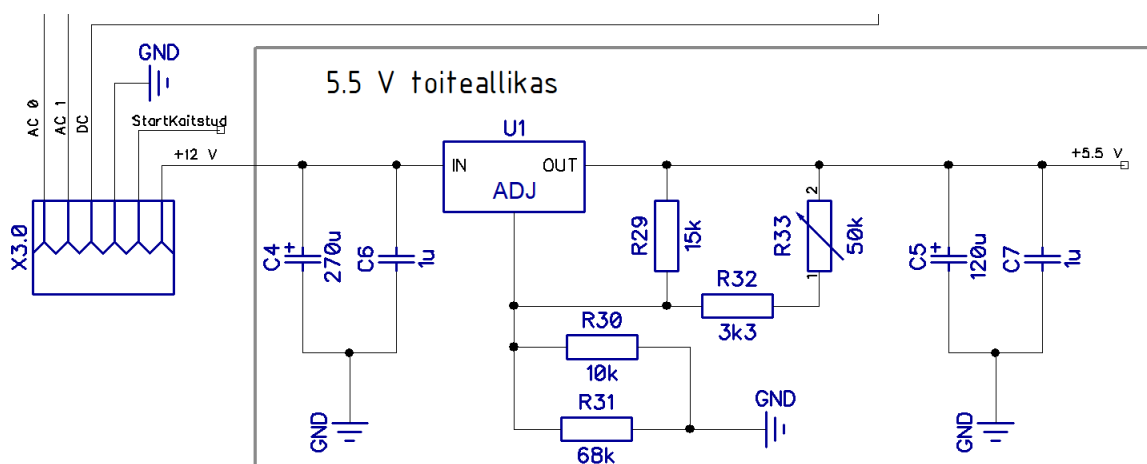 GND
5.5 V toiteallikas
AC 0
AC 1
DC
StartKaitstud
+12 V
U1
IN
OUT
ADJ
+5.5 V
X3.0
C4
+
270u
C6
1u
R29
15k
R33
2
1
50k
C5
+
120u
C7
1u
R32
3k3
R30
10k
R31
68k
GND
GND
GND